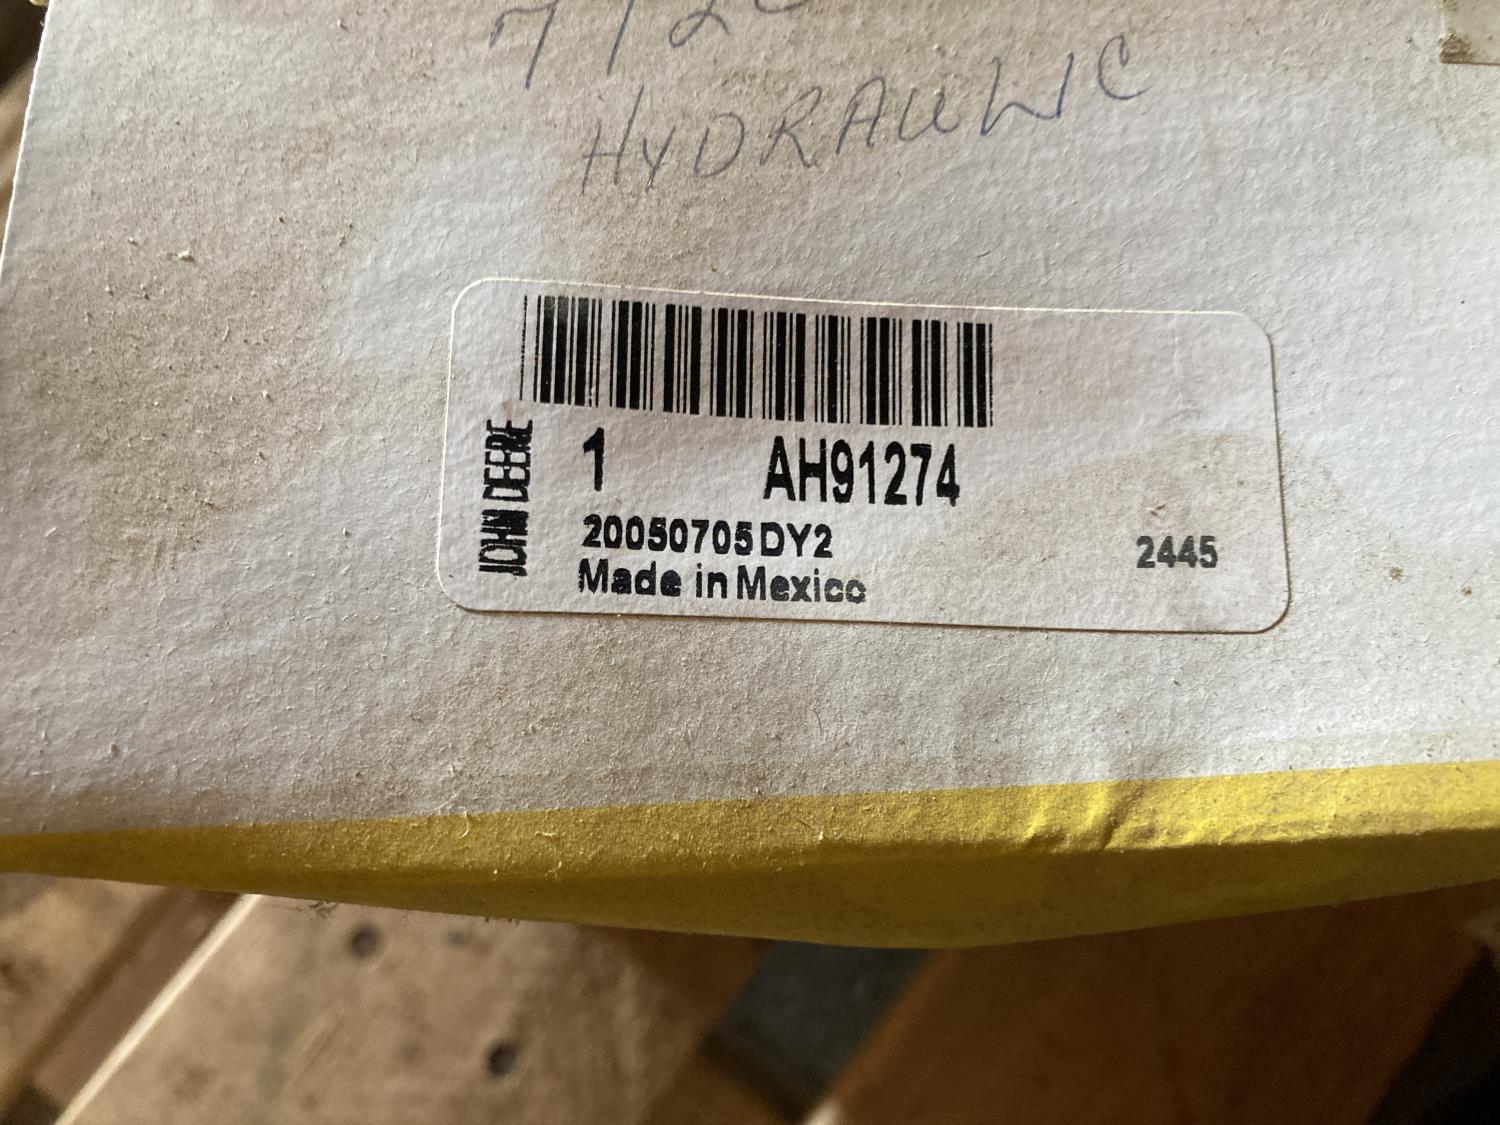 HYDRAULIC
JOHN DEERE
1 AH91274
20050705DY2
Made in Mexico
2445